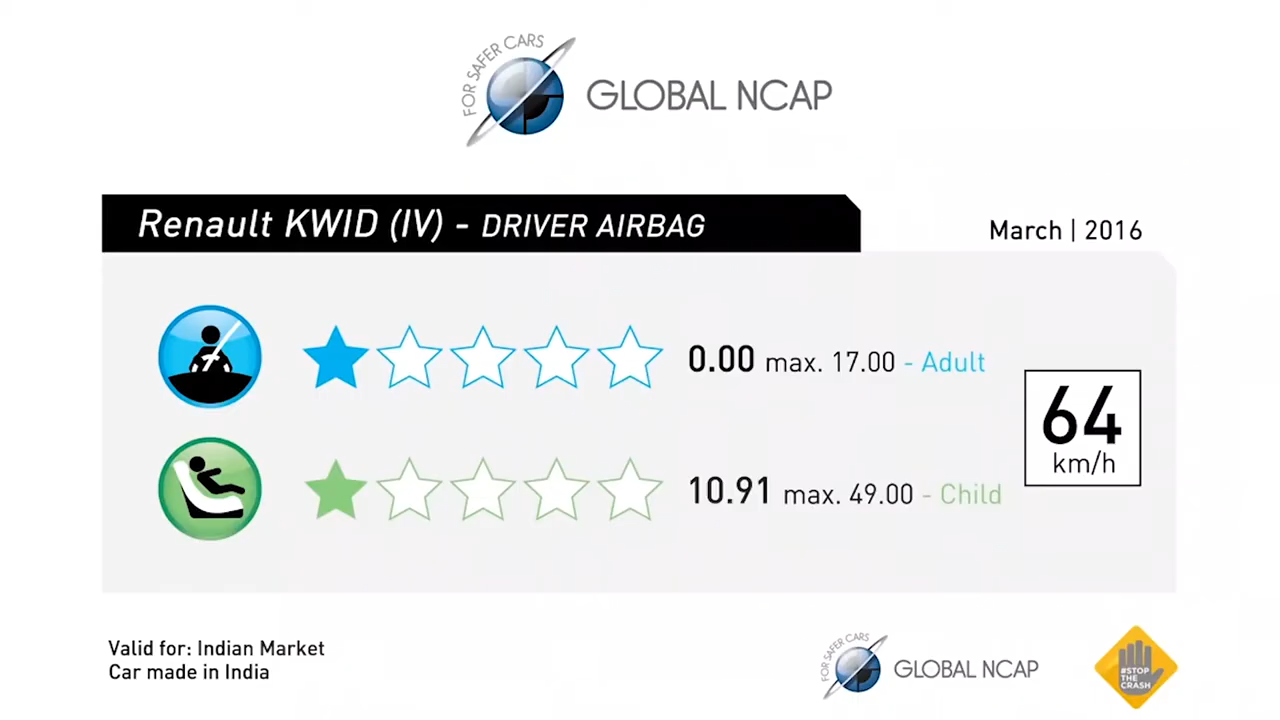 FOR SAFER CARS
GLOBAL NCAP
Renault KWID (IV) - DRIVER AIRBAG
March | 2016
0.00 max. 17.00 - Adult
10.91 max. 49.00 - Child
64
km/h
Valid for: Indian Market
Car made in India
FOR SAFER CARS
GLOBAL NCAP
#STOP
THE
CRASH